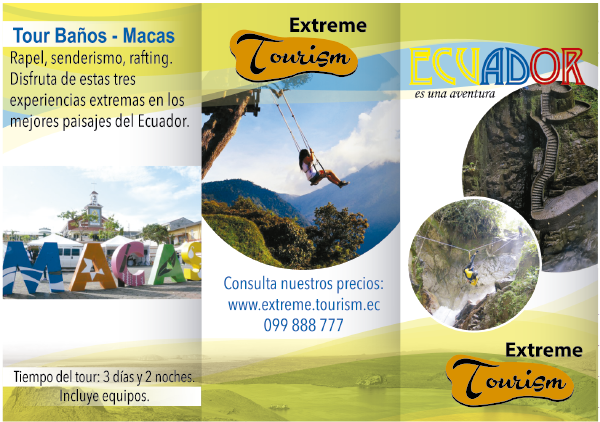 Tour Baños - Macas
Rapel, senderismo, rafting.
Disfruta de estas tres
experiencias extremas en los
mejores paisajes del Ecuador.
MACAS
Tiempo del tour: 3 días y 2 noches.
Incluye equipos.
Extreme
Tourism
Consulta nuestros precios:
www.extreme.tourism.ec
099 888 777
ECUADOR
es una aventura
Extreme
Tourism